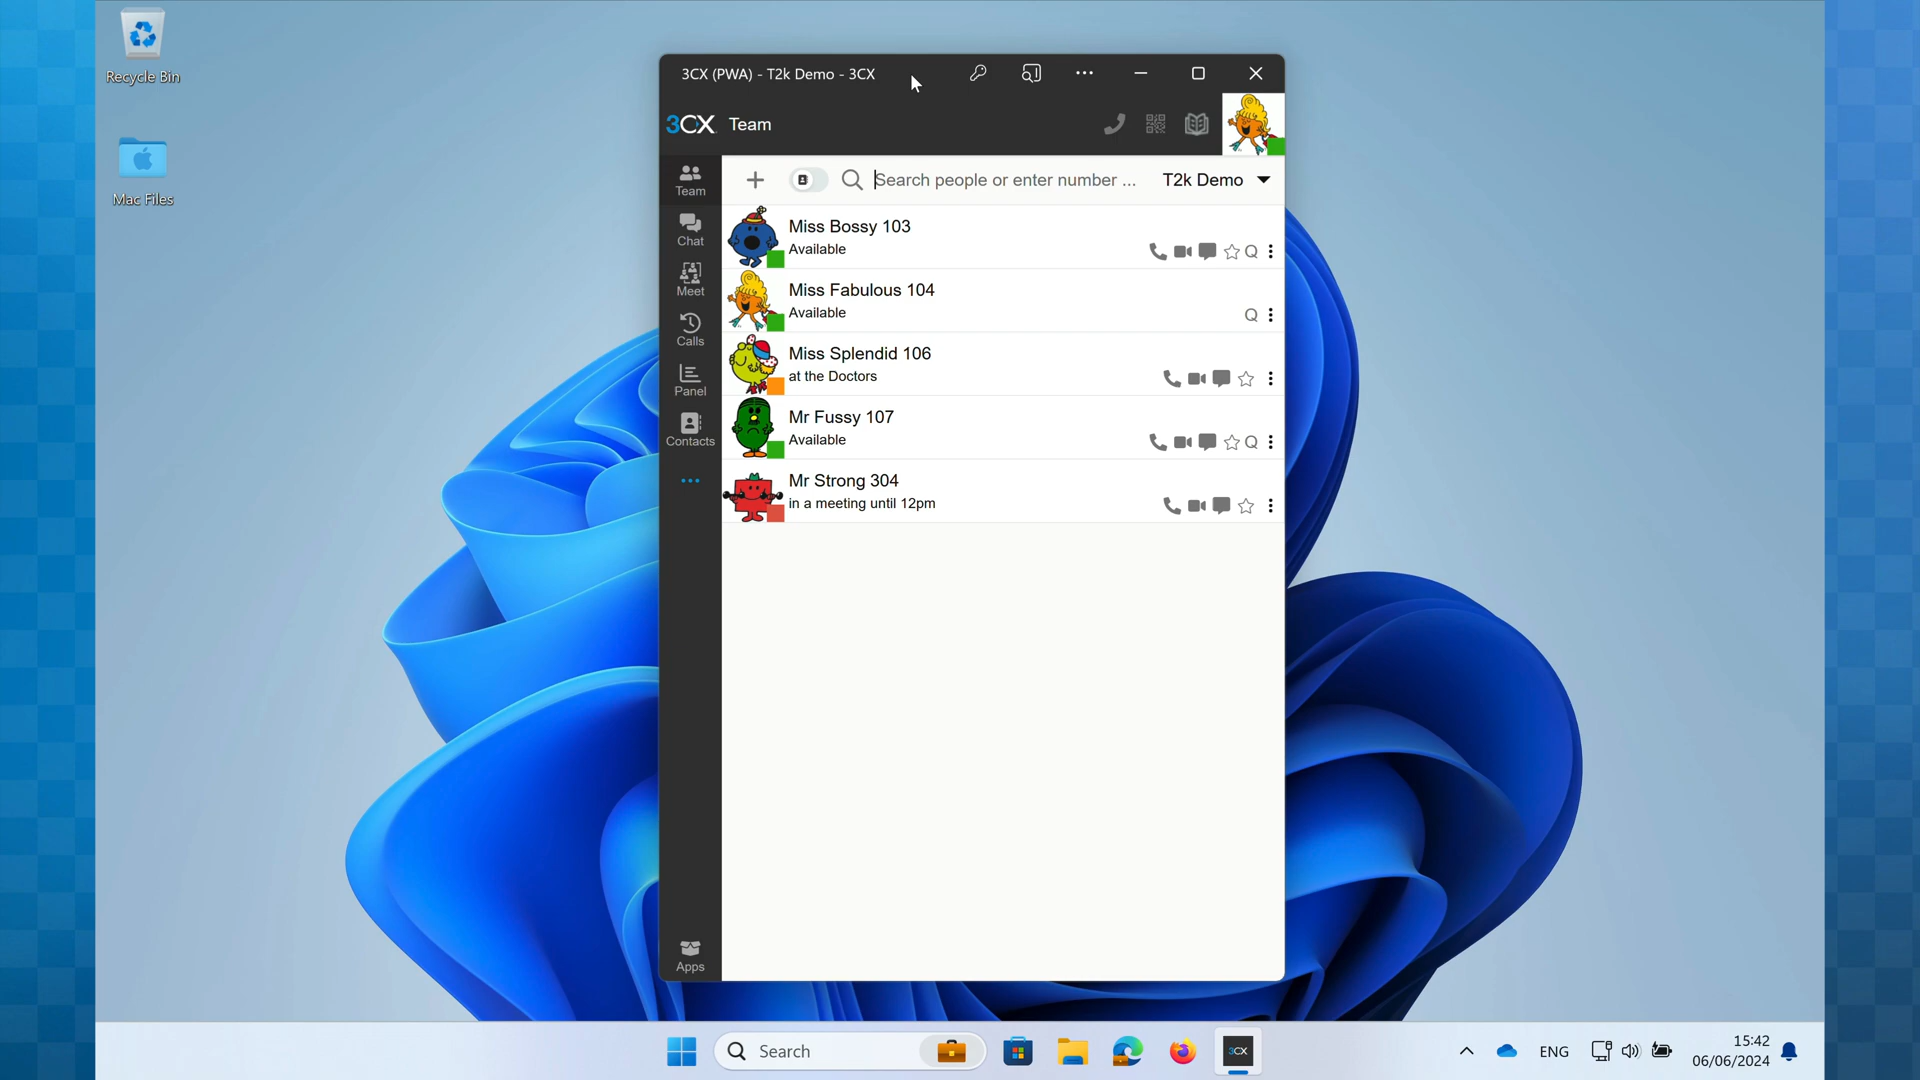 Recycle Bin
Mac Files
3CX (PWA) - T2k Demo - 3CX
3CX Team
Team
Chat
Meet
Calls
Panel
Contacts
Apps
Search people or enter number ... T2k Demo
Miss Bossy 103
Available
Q
Miss Fabulous 104
Available
Q
Miss Splendid 106
at the Doctors
Mr Fussy 107
Available
Q
Mr Strong 304
in a meeting until 12pm
Search
3CX
ENG
15:42
06/06/2024